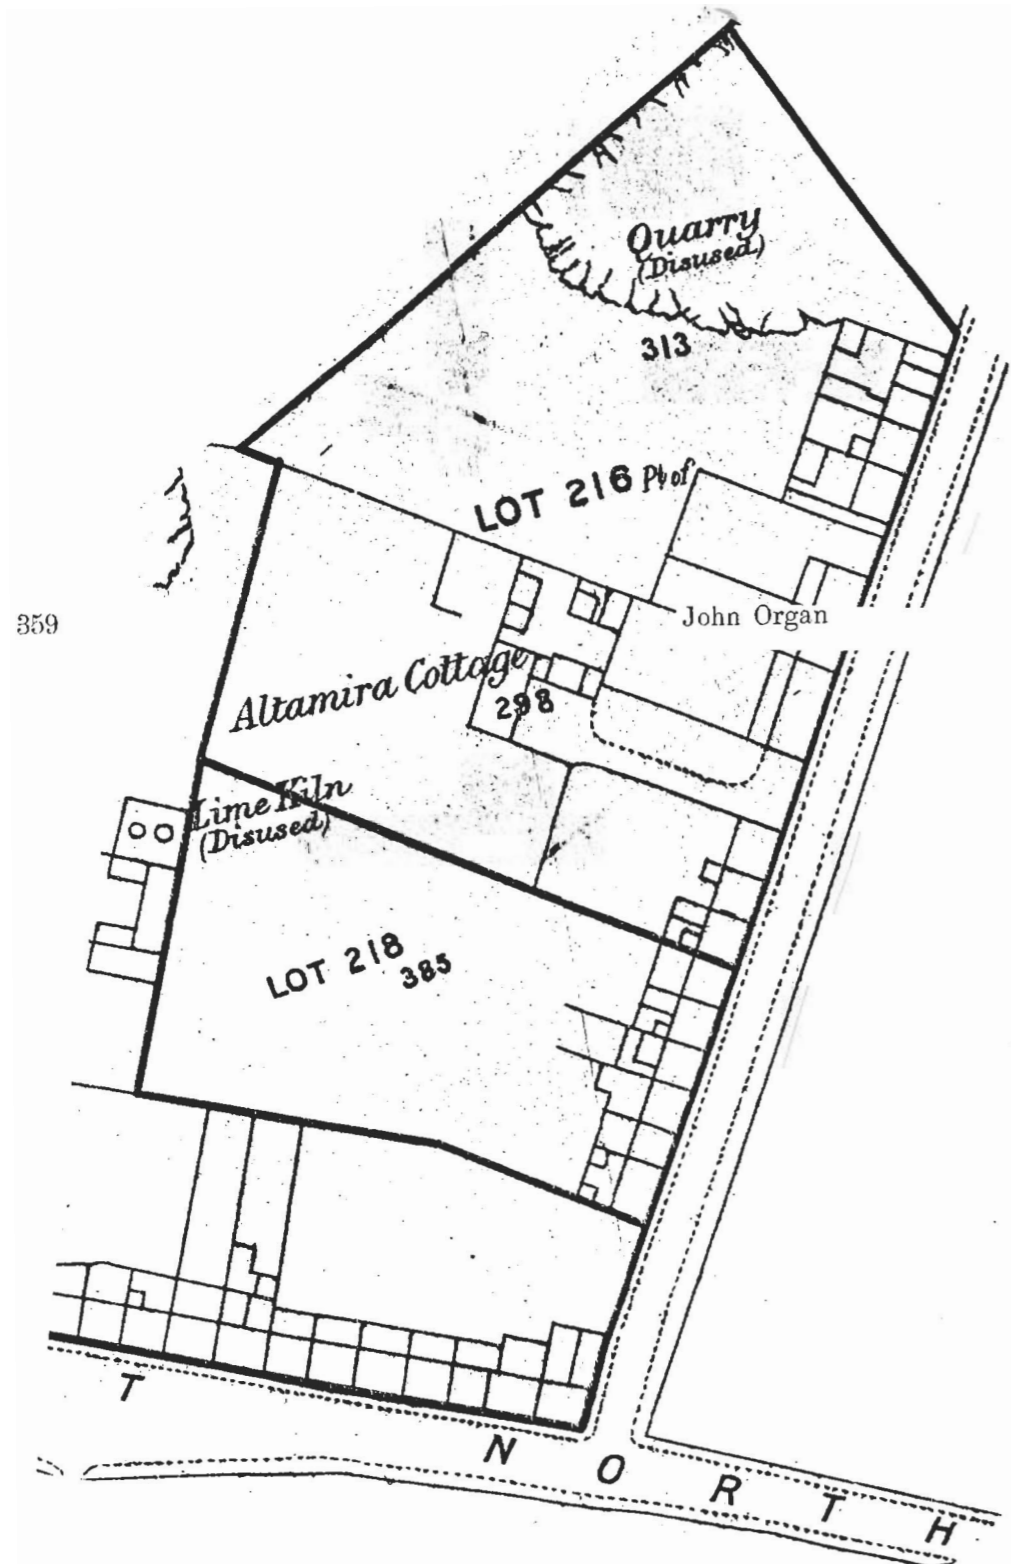 Quarry
(Disused)
313
LOT 216 Pt of
John Organ
359
Altamira Cottage
298
Lime Kiln
(Disused)
LOT 218
385
T
NORTH